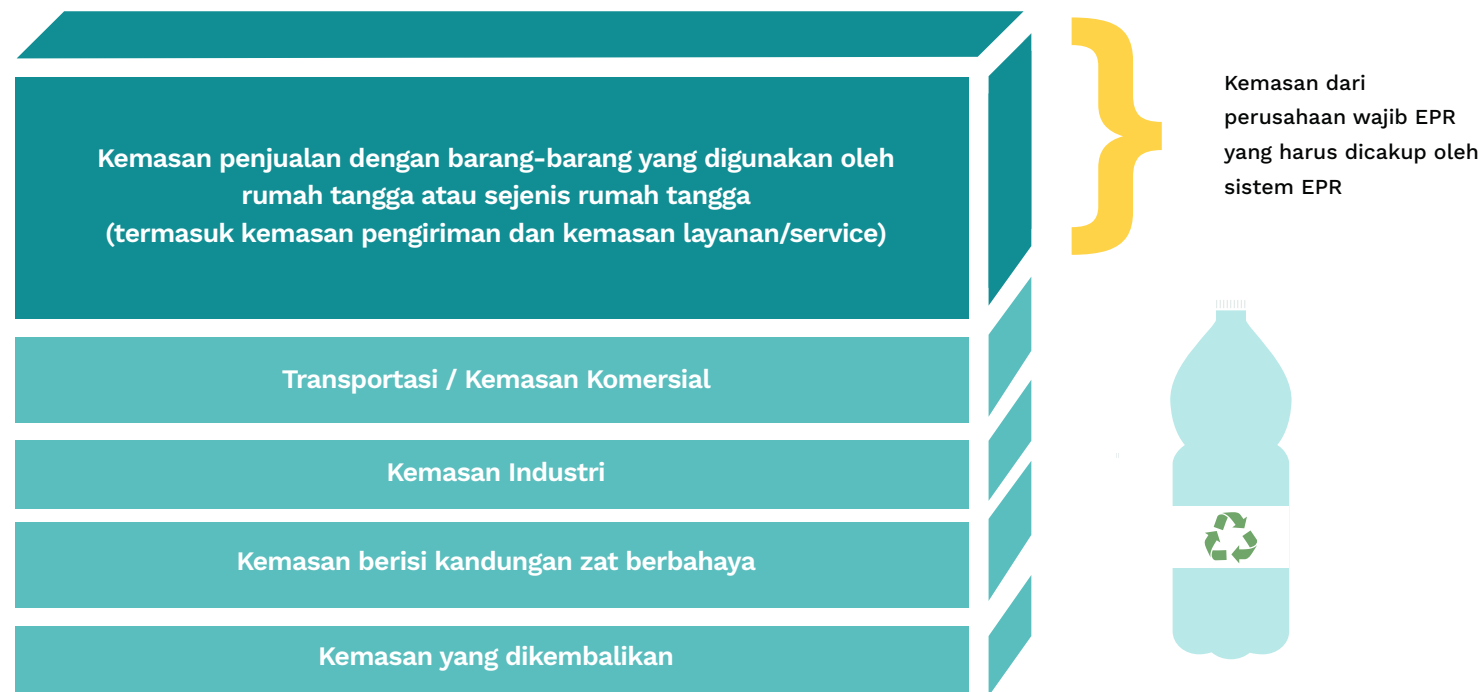 Kemasan penjualan dengan barang-barang yang digunakan oleh
rumah tangga atau sejenis rumah tangga
(termasuk kemasan pengiriman dan kemasan layanan/service)
Kemasan dari
perusahaan wajib EPR
yang harus dicakup oleh
sistem EPR
Transportasi / Kemasan Komersial
Kemasan Industri
Kemasan berisi kandungan zat berbahaya
Kemasan yang dikembalikan